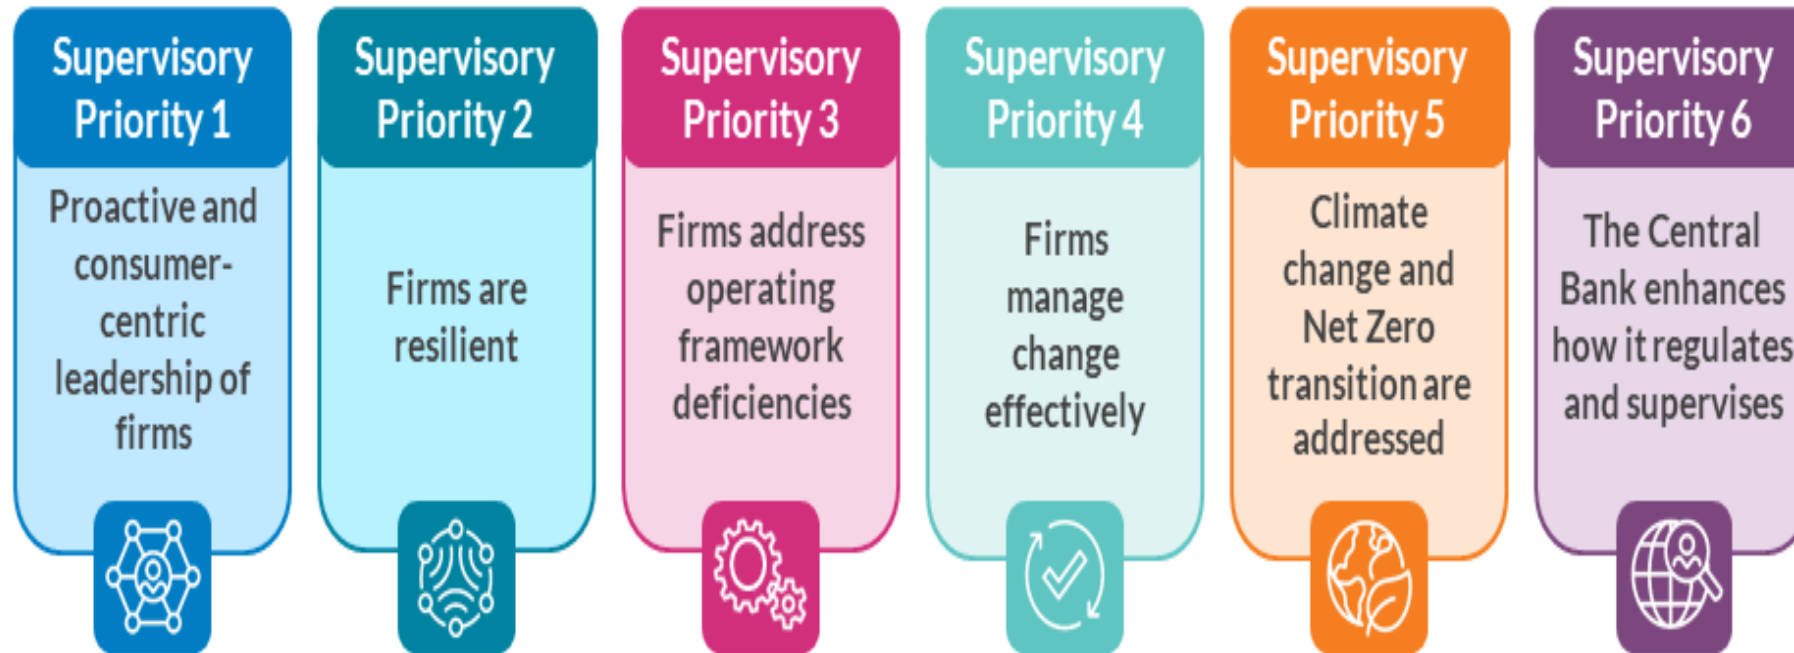 Supervisory
Priority 1
Proactive and
consumer-
centric
leadership of
firms
Supervisory
Priority 2
Firms are
resilient
Supervisory
Priority 3
Firms address
operating
framework
deficiencies
Supervisory
Priority 4
Firms
manage
change
effectively
Supervisory
Priority 5
Climate
change and
Net Zero
transition are
addressed
Supervisory
Priority 6
The Central
Bank enhances
how it regulates
and supervises